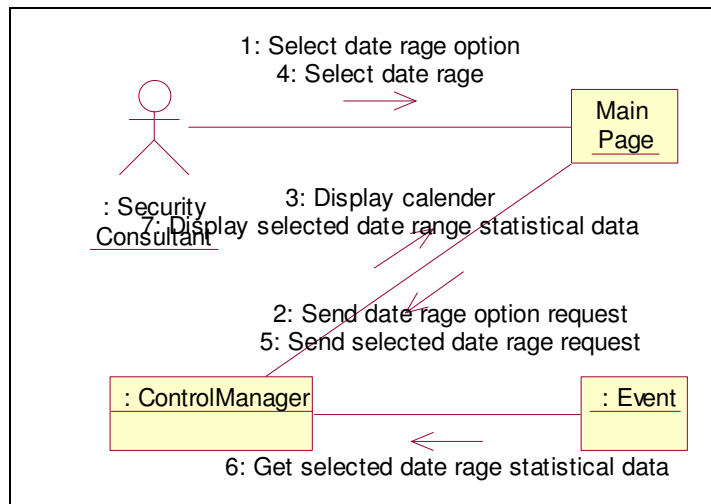 1: Select date rage option
4: Select date rage
Main
Page
3: Display calender
: Security
Consultant
7: Display selected date range statistical data
2: Send date rage option request
5: Send selected date rage request
: ControlManager
: Event
6: Get selected date rage statistical data